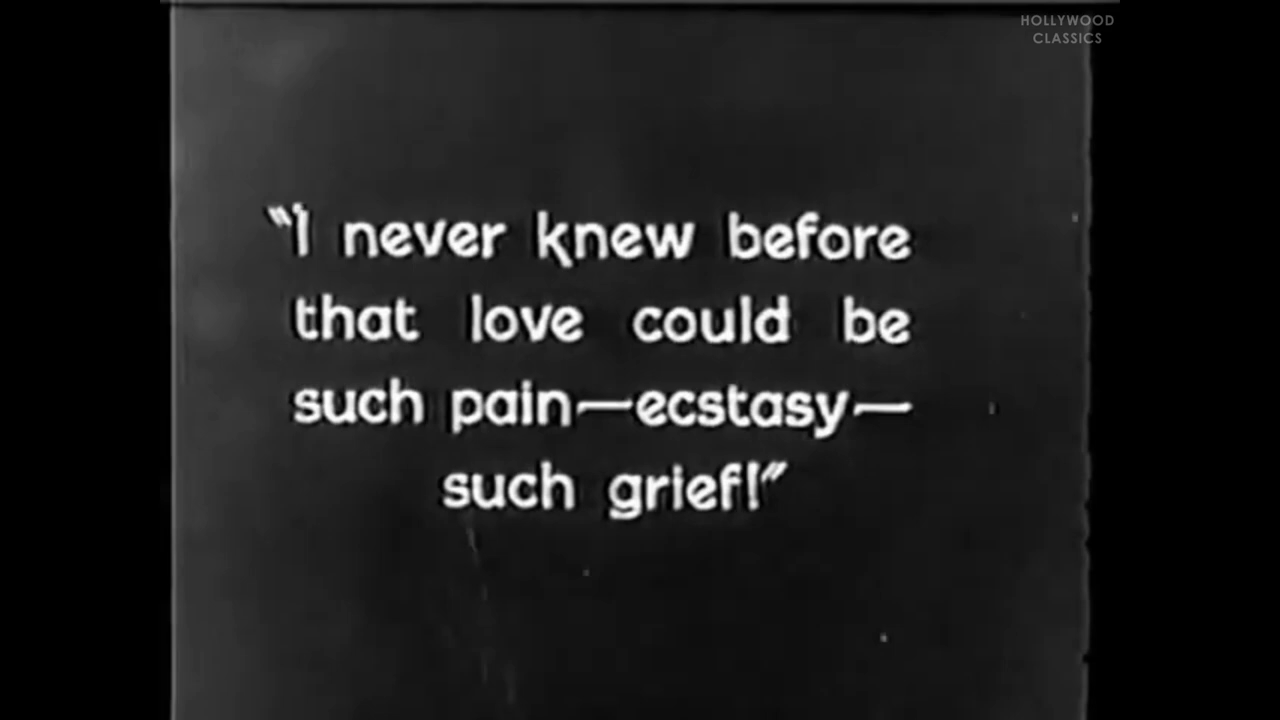 HOLLYWOOD
CLASSICS
"I never knew before
that love could be
such pain—ecstasy—
such grief!"